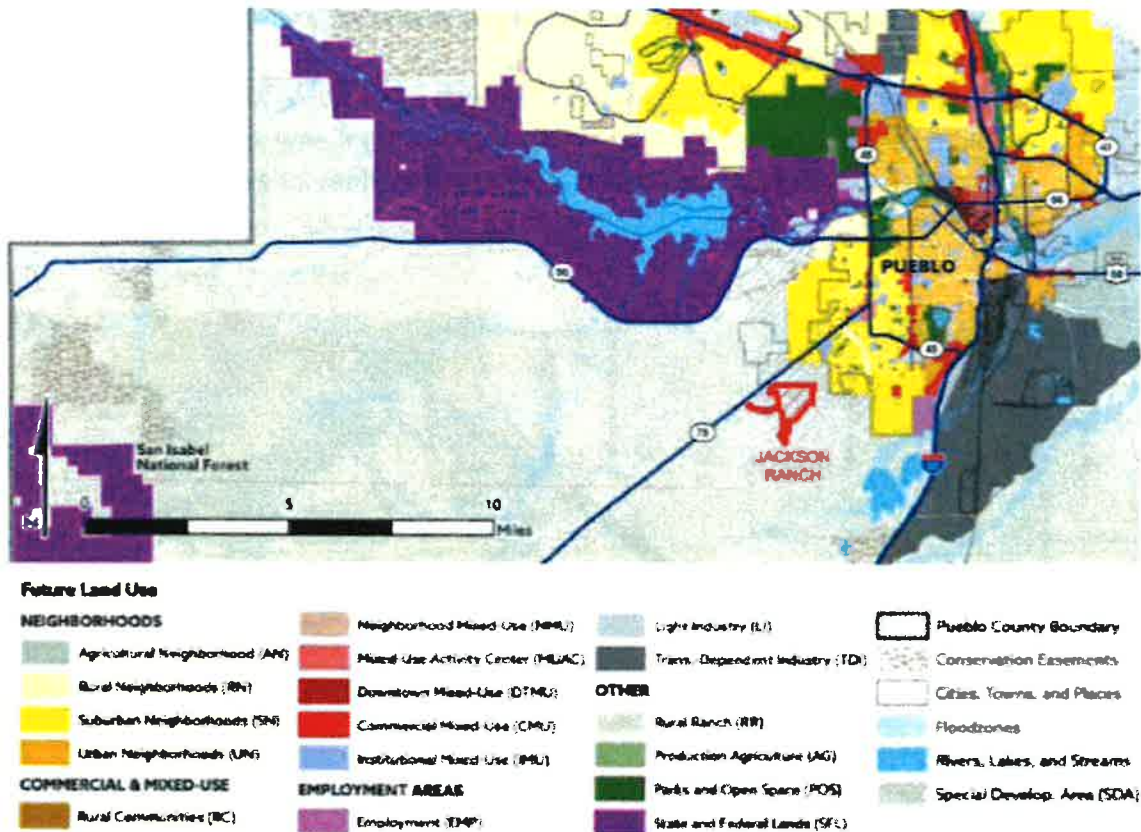 45
47
96
PUEBLO
50
96
45
78
JACKSON
RANCH
San Isabel
National Forest
0
5
10
Miles
Future Land Use
NEIGHBORHOODS
Agricultural Neighborhood (AN)
Rural Neighborhoods (RN)
Suburban Neighborhoods (SN)
Urban Neighborhoods (UN)
COMMERCIAL & MIXED-USE
Rural Communities (RC)
Neighborhood Mixed-Use (NMU)
Mixed-Use Activity Center (MUAC)
Downtown Mixed-Use (DTMU)
Commercial Mixed-Use (CMU)
Institutional Mixed-Use (IMU)
EMPLOYMENT AREAS
Employment (EMP)
Light Industry (LI)
Trans. Dependent Industry (TDI)
OTHER
Rural Ranch (RR)
Production Agriculture (AG)
Parks and Open Space (POS)
State and Federal Lands (SFL)
Pueblo County Boundary
Conservation Easements
Cities, Towns, and Places
Floodzones
Rivers, Lakes, and Streams
Special Develop. Area (SDA)